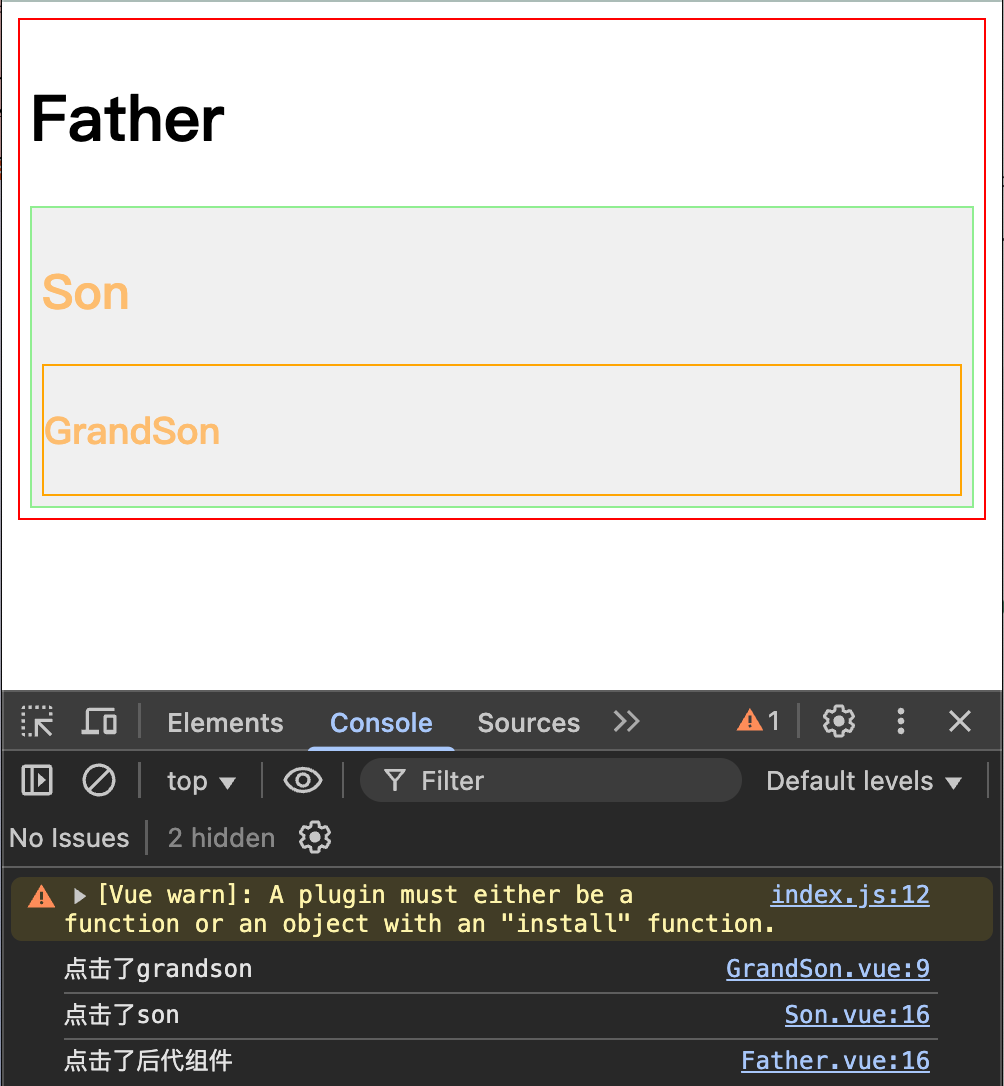 Father
Son
GrandSon
Elements Console Sources 1
top Filter Default levels
No Issues 2 hidden
[Vue warn]: A plugin must either be a index.js:12
function or an object with an "install" function.
点击了grandson GrandSon.vue:9
点击了son Son.vue:16
点击了后代组件 Father.vue:16